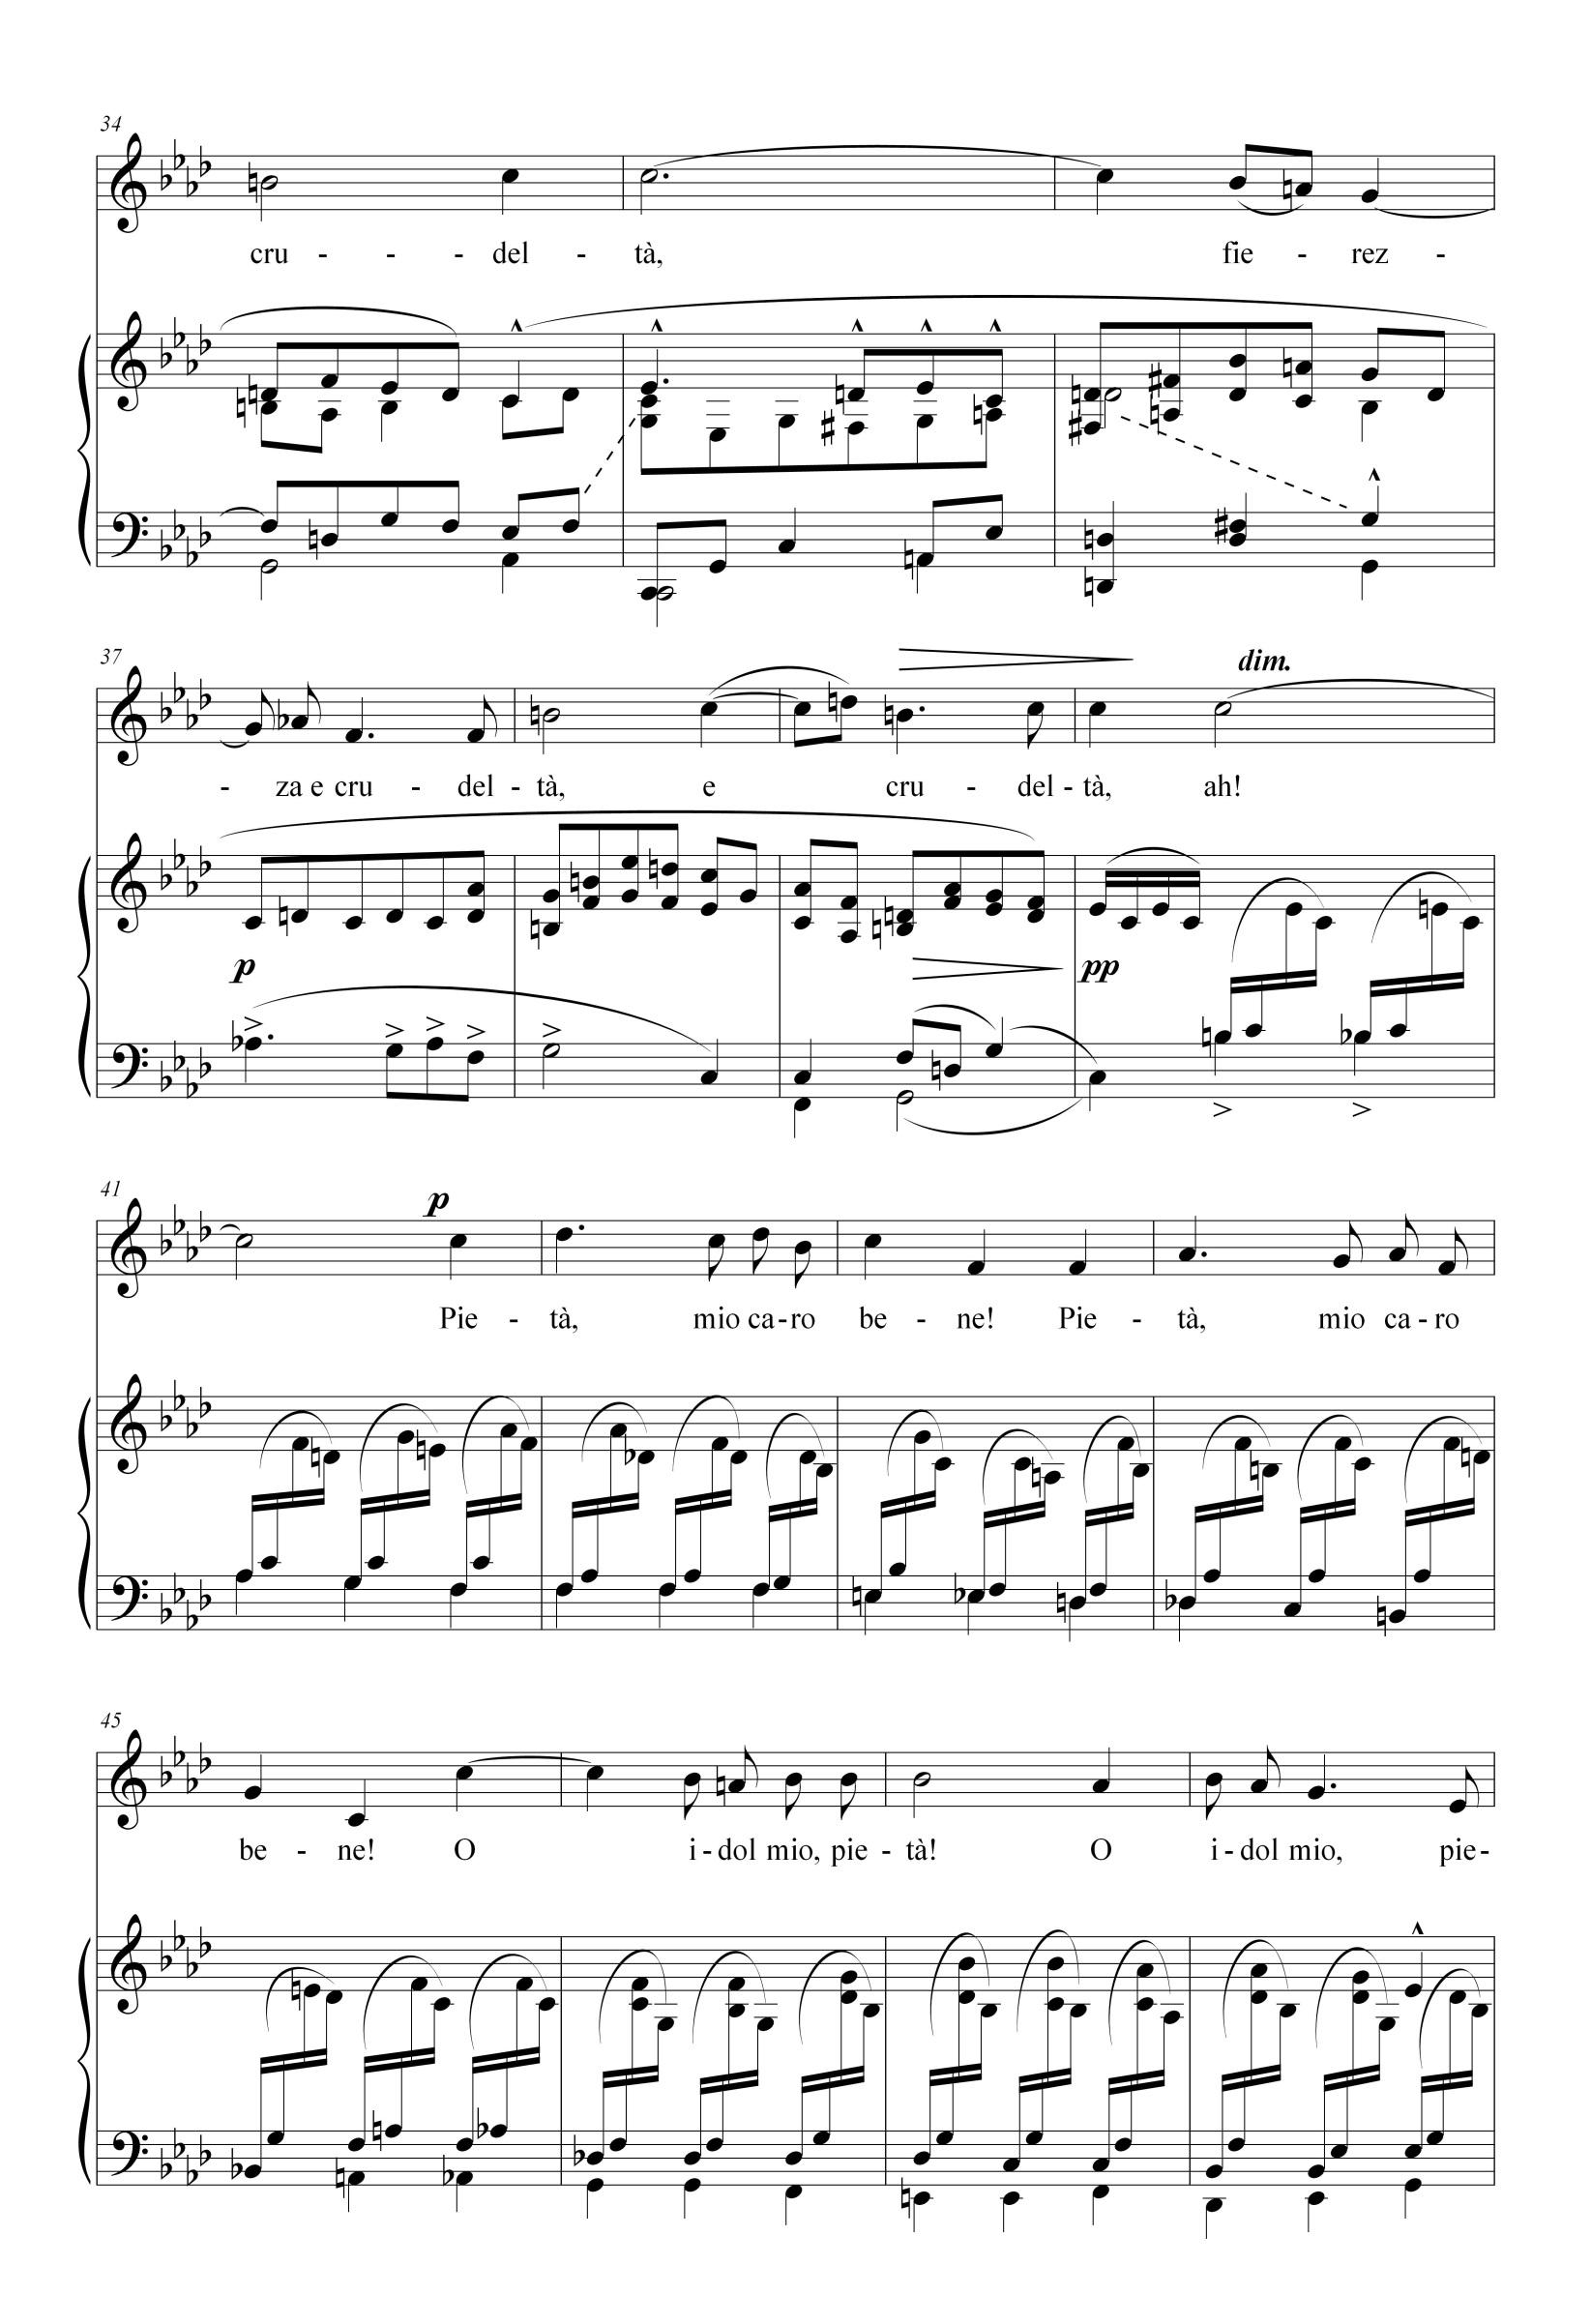 34
cru - - - del - tà, fie - rez -
37
dim.
- za e cru - del - tà, e cru - del - tà, ah!
p pp
41
p
Pie - tà, mio ca - ro be - ne! Pie - tà, mio ca - ro
45
be - ne! O i - dol mio, pie - tà! O i - dol mio, pie -